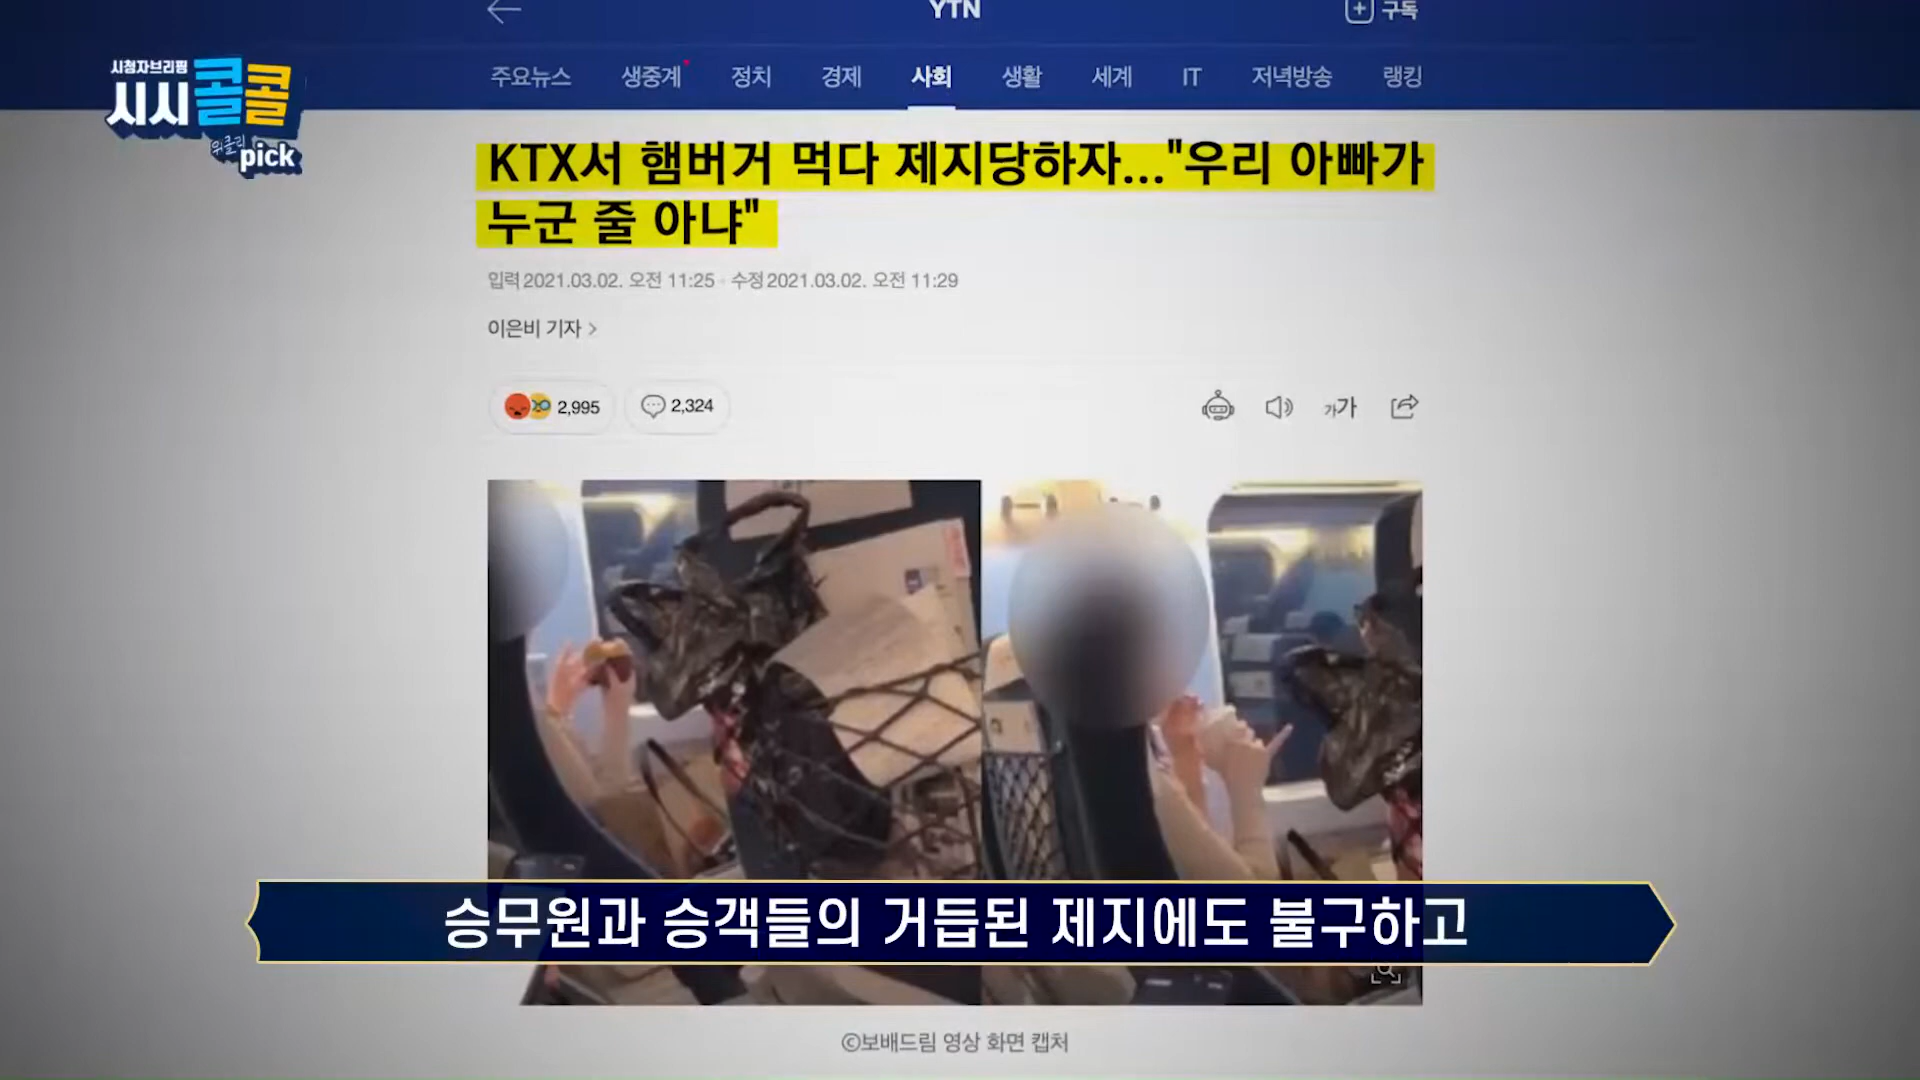 YTN
구독
주요뉴스 생중계 정치 경제 사회 생활 세계 IT 저녁방송 랭킹
시청자브리핑
시시콜콜
위클리 pick
KTX서 햄버거 먹다 제지당하자..."우리 아빠가
누군 줄 아냐"
입력 2021.03.02. 오전 11:25 · 수정 2021.03.02. 오전 11:29
이은비 기자 >
2,995 2,324
가가
승무원과 승객들의 거듭된 제지에도 불구하고
©보배드림 영상 화면 캡처